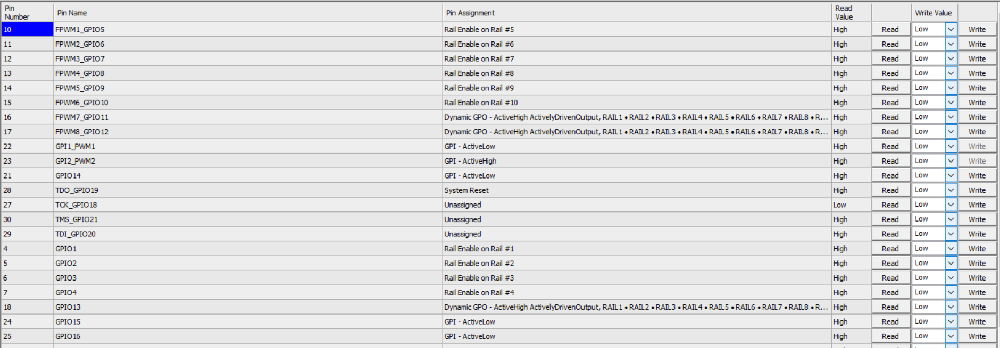 Pin Number Pin Name Pin Assignment Read Value Write Value
10 FPWM1_GPIO5 Rail Enable on Rail #5 High Read Low Write
11 FPWM2_GPIO6 Rail Enable on Rail #6 High Read Low Write
12 FPWM3_GPIO7 Rail Enable on Rail #7 High Read Low Write
13 FPWM4_GPIO8 Rail Enable on Rail #8 High Read Low Write
14 FPWM5_GPIO9 Rail Enable on Rail #9 High Read Low Write
15 FPWM6_GPIO10 Rail Enable on Rail #10 High Read Low Write
16 FPWM7_GPIO11 Dynamic GPO - ActiveHigh ActivelyDrivenOutput, RAIL1 • RAIL2 • RAIL3 • RAIL4 • RAIL5 • RAIL6 • RAIL7 • RAIL8 • R... High Read Low Write
17 FPWM8_GPIO12 Dynamic GPO - ActiveHigh ActivelyDrivenOutput, RAIL1 • RAIL2 • RAIL3 • RAIL4 • RAIL5 • RAIL6 • RAIL7 • RAIL8 • R... High Read Low Write
22 GPI1_PWM1 GPI - ActiveLow High Read Low Write
23 GPI2_PWM2 GPI - ActiveHigh High Read Low Write
21 GPIO14 GPI - ActiveLow High Read Low Write
28 TDO_GPIO19 System Reset High Read Low Write
27 TCK_GPIO18 Unassigned Low Read Low Write
30 TMS_GPIO21 Unassigned High Read Low Write
29 TDI_GPIO20 Unassigned High Read Low Write
4 GPIO1 Rail Enable on Rail #1 High Read Low Write
5 GPIO2 Rail Enable on Rail #2 High Read Low Write
6 GPIO3 Rail Enable on Rail #3 High Read Low Write
7 GPIO4 Rail Enable on Rail #4 High Read Low Write
18 GPIO13 Dynamic GPO - ActiveHigh ActivelyDrivenOutput, RAIL1 • RAIL2 • RAIL3 • RAIL4 • RAIL5 • RAIL6 • RAIL7 • RAIL8 • R... High Read Low Write
24 GPIO15 GPI - ActiveLow High Read Low Write
25 GPIO16 GPI - ActiveLow High Read Low Write